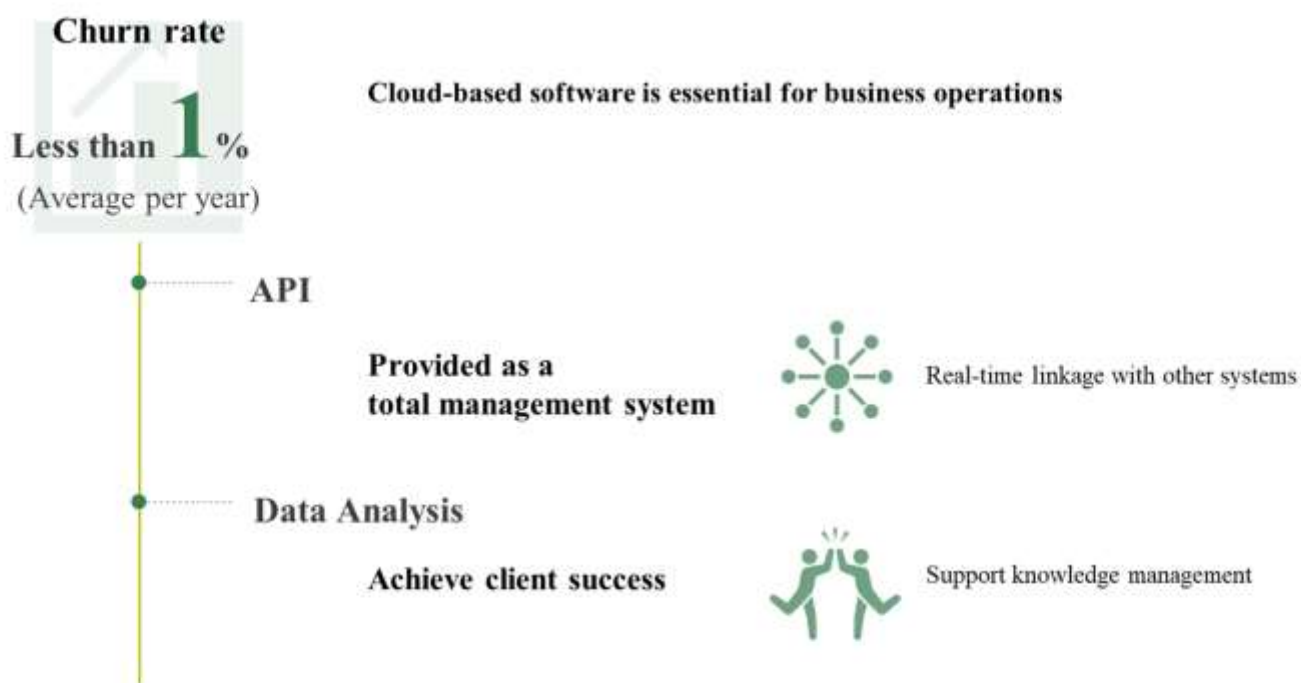 Churn rate
Less than 1%
(Average per year)
Cloud-based software is essential for business operations
API
Provided as a
total management system
Real-time linkage with other systems
Data Analysis
Achieve client success
Support knowledge management